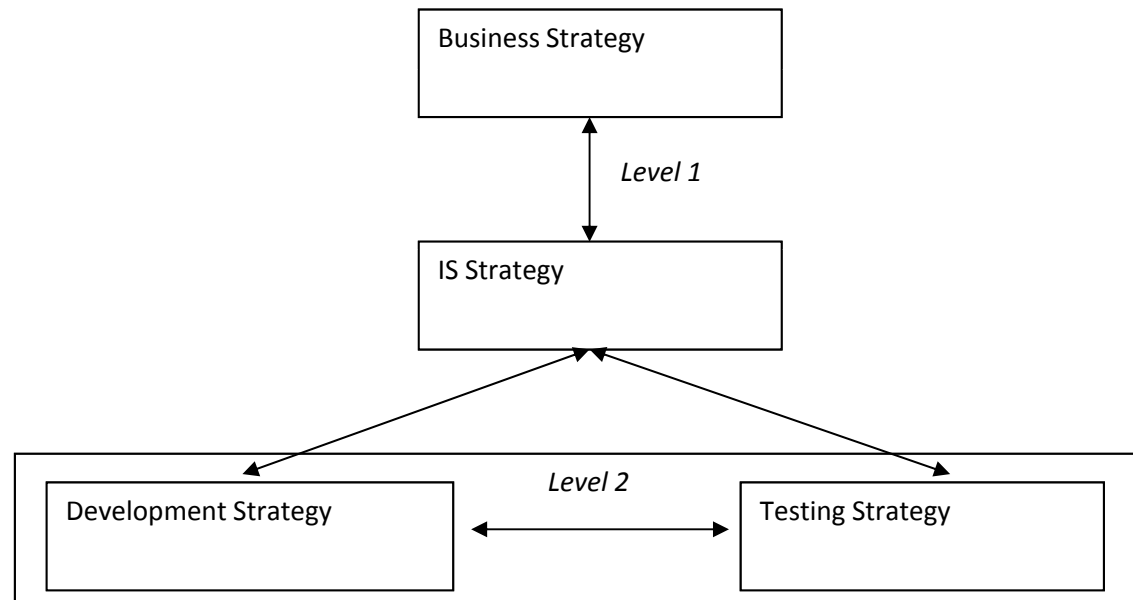 Business Strategy
Level 1
IS Strategy
Level 2
Development Strategy
Testing Strategy